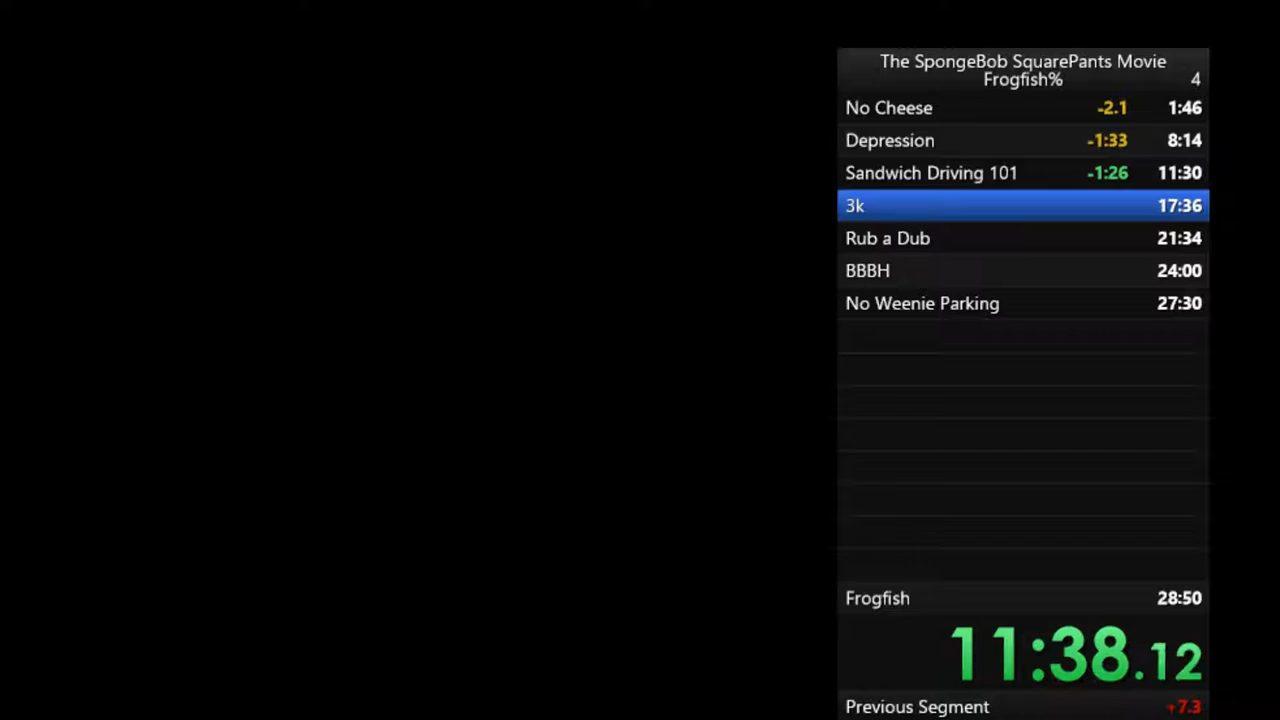 The SpongeBob SquarePants Movie
Frogfish% 4
No Cheese -2.1 1:46
Depression -1:33 8:14
Sandwich Driving 101 -1:26 11:30
3k 17:36
Rub a Dub 21:34
BBBH 24:00
No Weenie Parking 27:30
Frogfish 28:50
11:38.12
Previous Segment +7.3